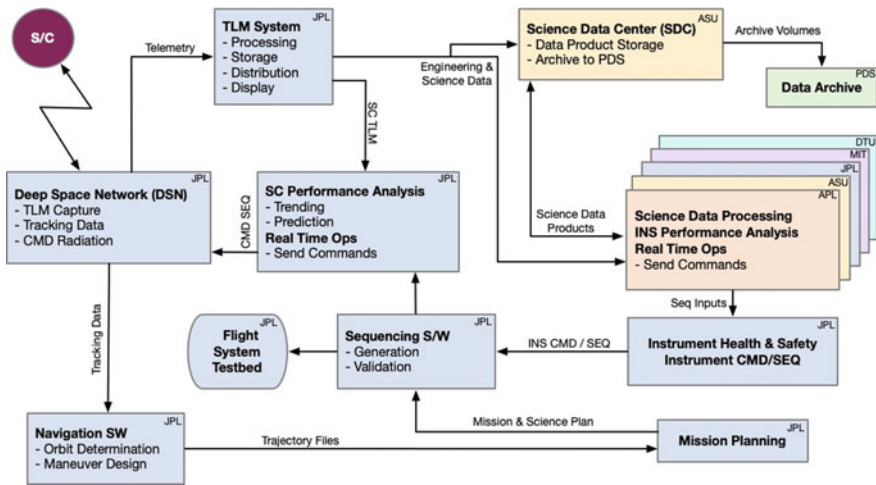 S/C
Telemetry
JPL
TLM System
- Processing
- Storage
- Distribution
- Display
Engineering &
Science Data
ASU
Science Data Center (SDC)
- Data Product Storage
- Archive to PDS
Archive Volumes
PDS
Data Archive
SC TLM
JPL
Deep Space Network (DSN)
- TLM Capture
- Tracking Data
- CMD Radiation
CMD SEQ
JPL
SC Performance Analysis
- Trending
- Prediction
Real Time Ops
- Send Commands
Science Data
Products
DTU
MIT
JPL
ASU
APL
Science Data Processing
INS Performance Analysis
Real Time Ops
- Send Commands
Seq Inputs
Tracking Data
JPL
Flight
System
Testbed
JPL
Sequencing S/W
- Generation
- Validation
INS CMD / SEQ
JPL
Instrument Health & Safety
Instrument CMD/SEQ
Mission & Science Plan
JPL
Navigation SW
- Orbit Determination
- Maneuver Design
Trajectory Files
JPL
Mission Planning